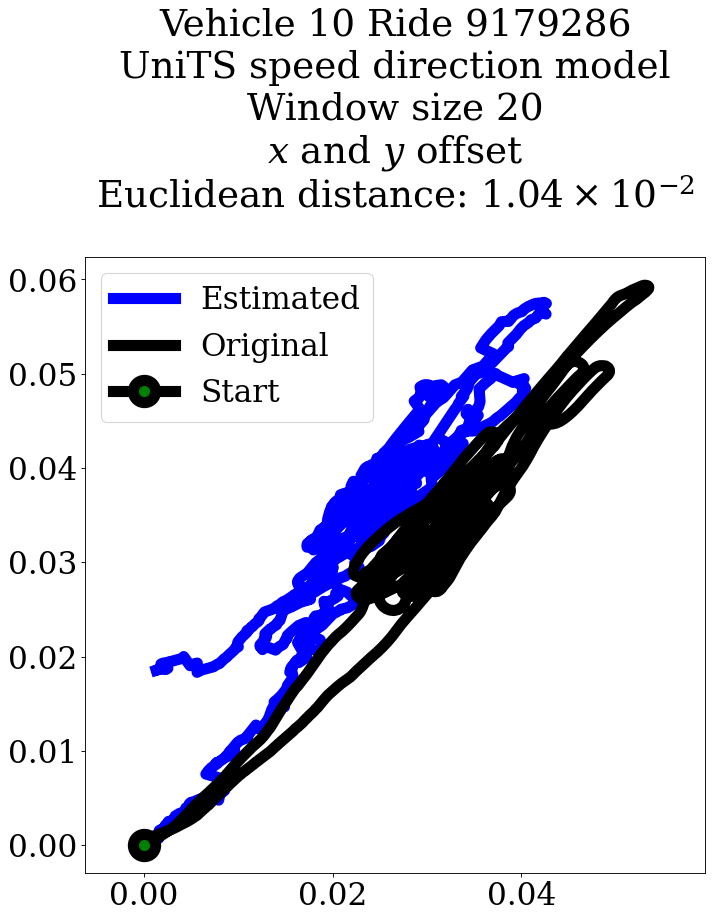 Vehicle 10 Ride 9179286
UniTS speed direction model
Window size 20
x and y offset
Euclidean distance: 1.04 × 10⁻²
Estimated
Original
Start
0.06
0.05
0.04
0.03
0.02
0.01
0.00
0.00 0.02 0.04